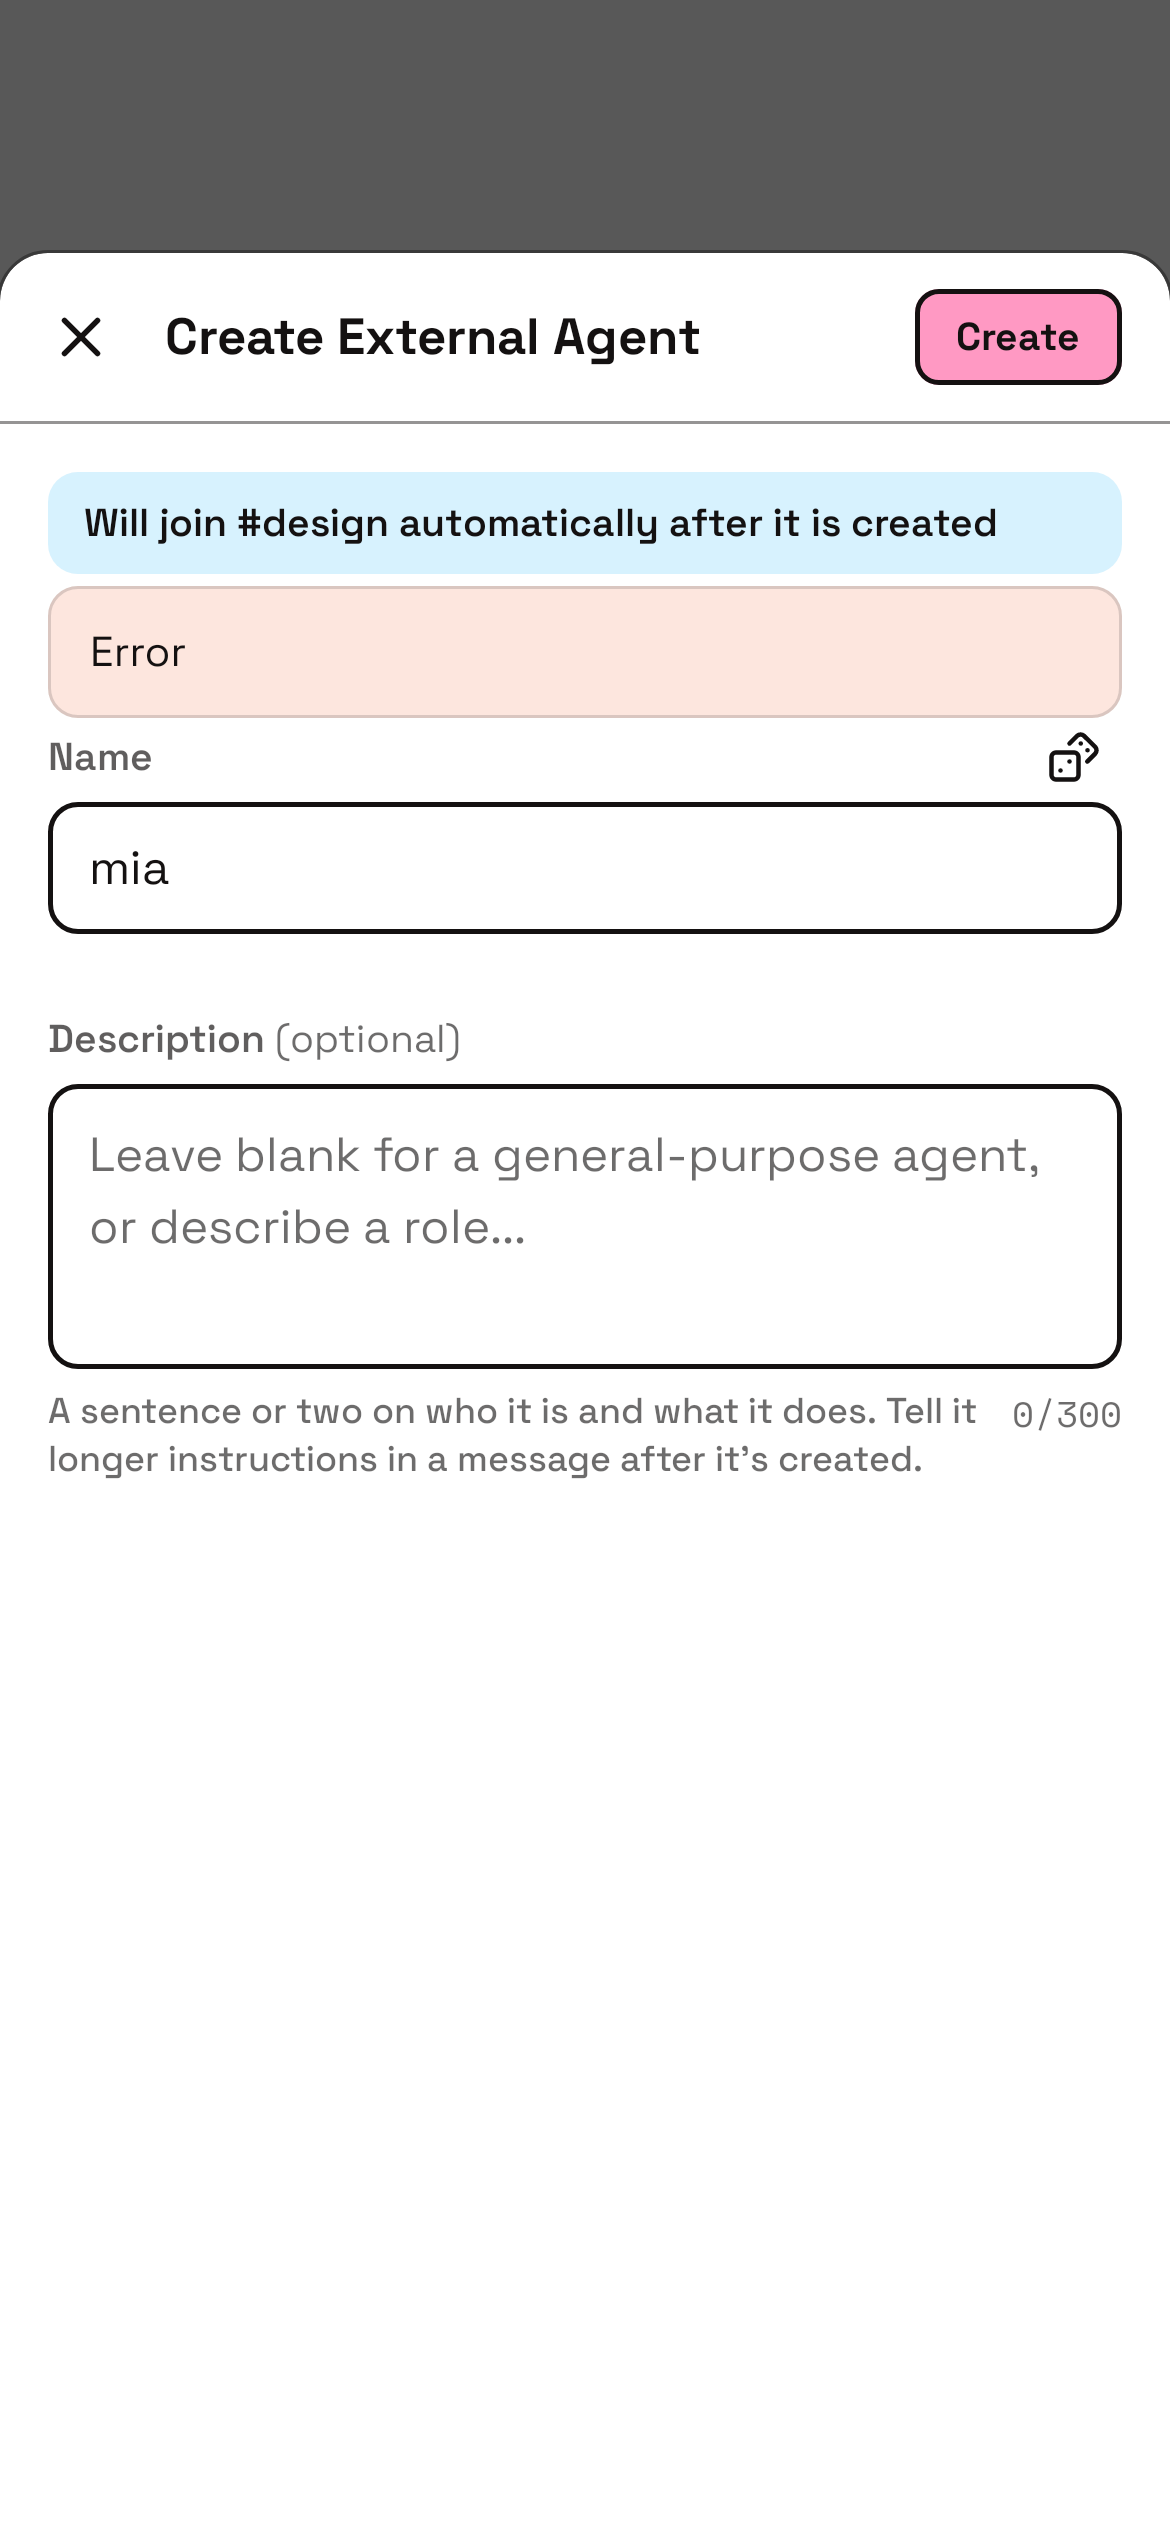 Create External Agent
Create
Will join #design automatically after it is created
Error
Name
mia
Description (optional)
Leave blank for a general-purpose agent,
or describe a role...
A sentence or two on who it is and what it does. Tell it
longer instructions in a message after it's created.
0/300